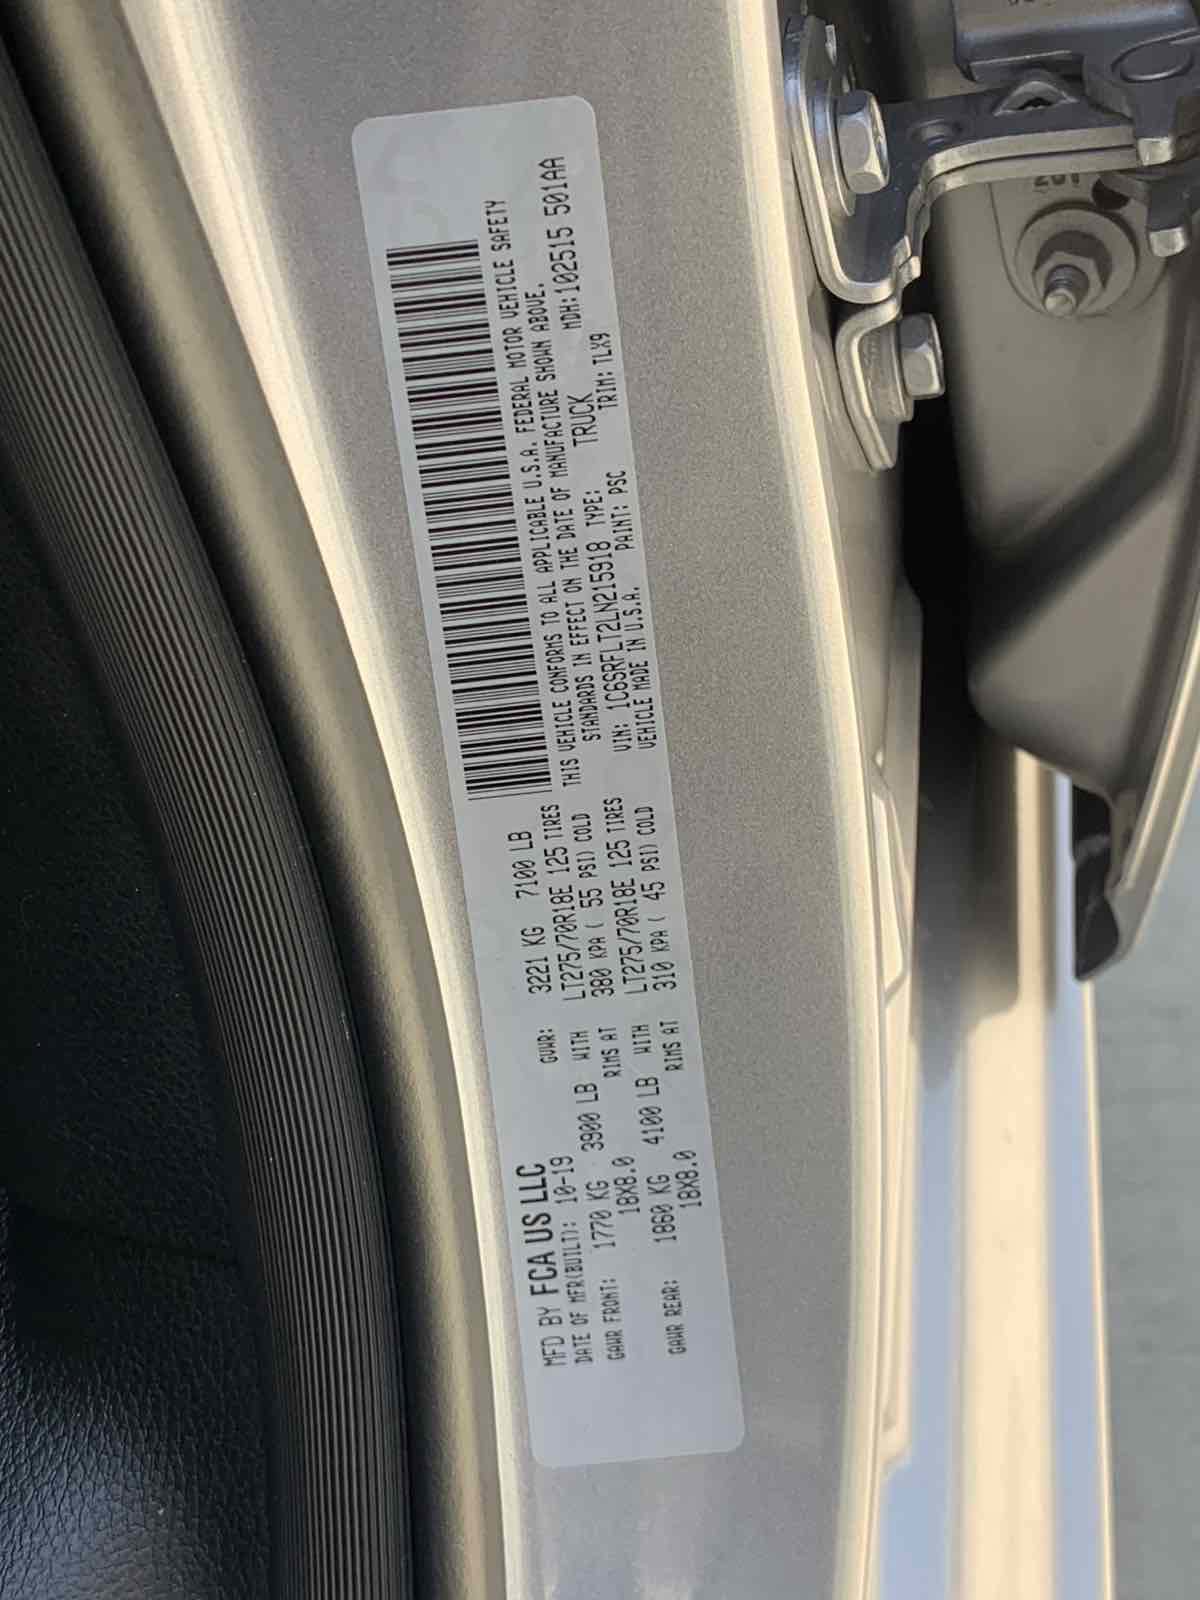 MFD BY FCA US LLC
DATE OF MFR(BUILT): 10-19 GVWR: 3221 KG 7100 LB
GAWR FRONT: 1770 KG 3900 LB WITH LT275/70R18E 125 TIRES
18X8.0 RIMS AT 380 KPA ( 55 PSI) COLD
GAWR REAR: 1860 KG 4100 LB WITH LT275/70R18E 125 TIRES
18X8.0 RIMS AT 310 KPA ( 45 PSI) COLD
THIS VEHICLE CONFORMS TO ALL APPLICABLE U.S.A. FEDERAL MOTOR VEHICLE SAFETY
STANDARDS IN EFFECT ON THE DATE OF MANUFACTURE SHOWN ABOVE.
VIN: 1C6SRFLT2LN215918 TYPE: TRUCK MDH:102515 501AA
VEHICLE MADE IN U.S.A. PAINT: PSC TRIM: TLX9